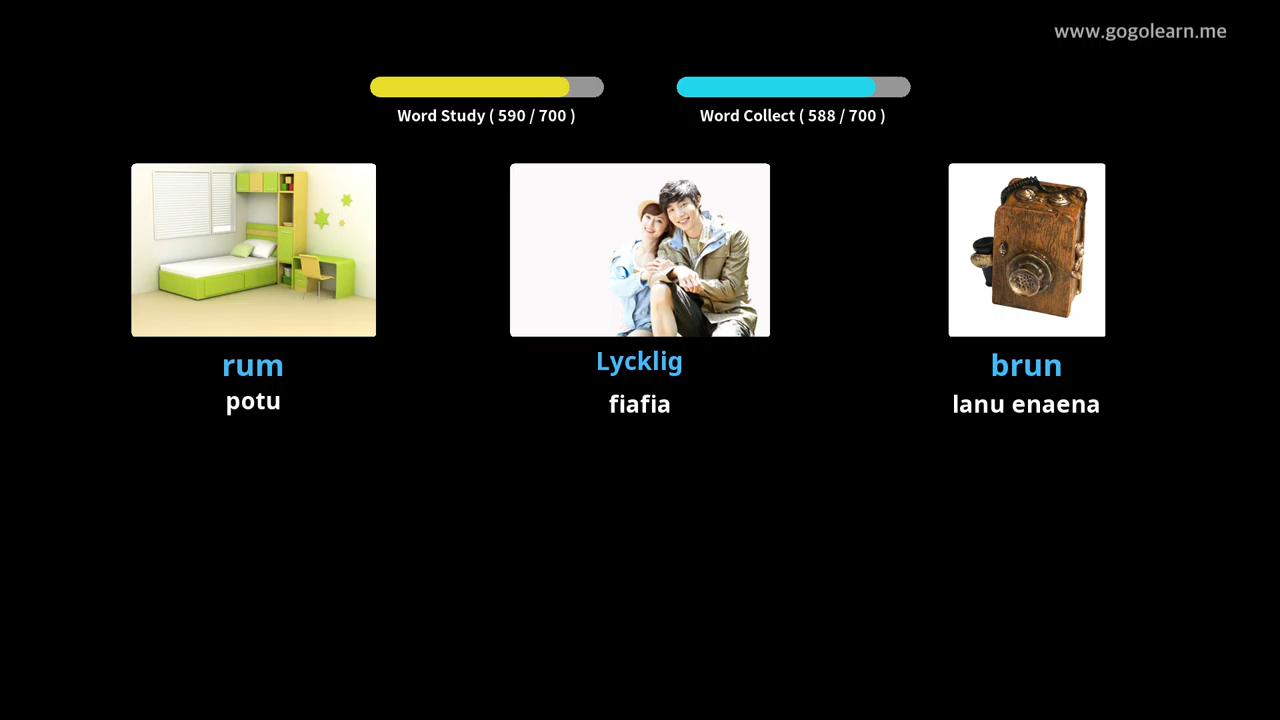 www.gogolearn.me
Word Study ( 590 / 700 )
Word Collect ( 588 / 700 )
rum
potu
Lycklig
fiafia
brun
lanu enaena